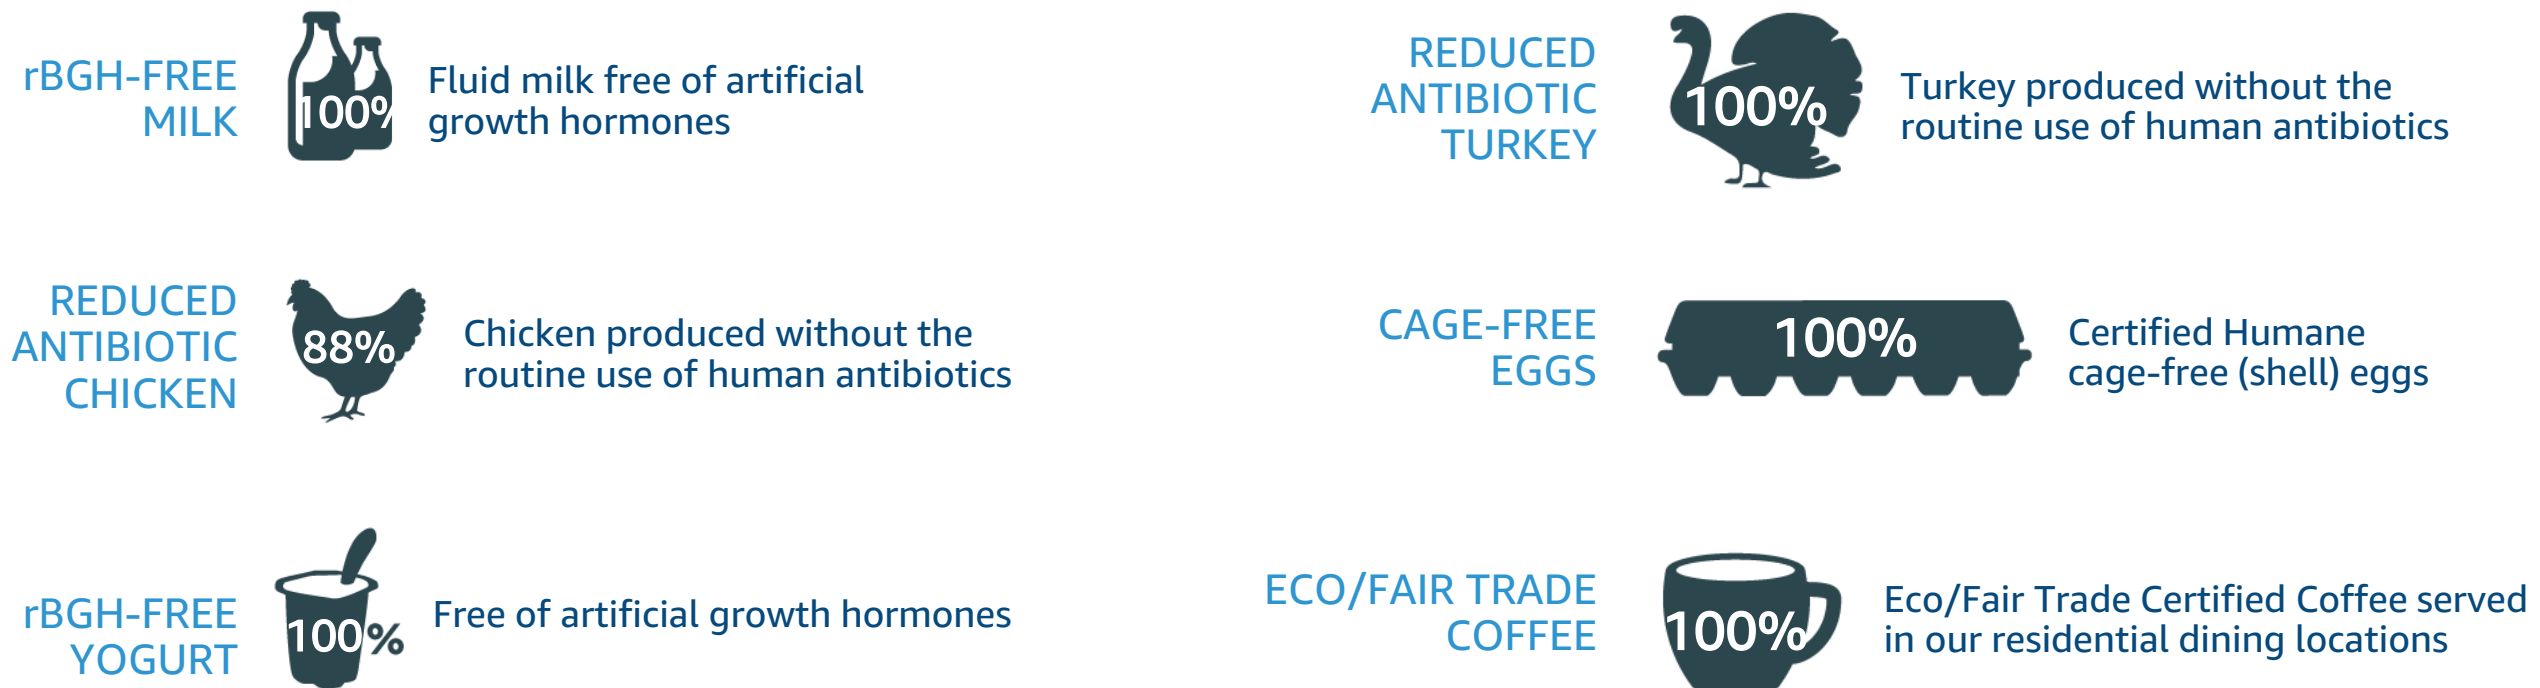 rBGH-FREE
MILK
100%
Fluid milk free of artificial
growth hormones
REDUCED
ANTIBIOTIC
TURKEY
100%
Turkey produced without the
routine use of human antibiotics
REDUCED
ANTIBIOTIC
CHICKEN
88%
Chicken produced without the
routine use of human antibiotics
CAGE-FREE
EGGS
100%
Certified Humane
cage-free (shell) eggs
rBGH-FREE
YOGURT
100%
Free of artificial growth hormones
ECO/FAIR TRADE
COFFEE
100%
Eco/Fair Trade Certified Coffee served
in our residential dining locations